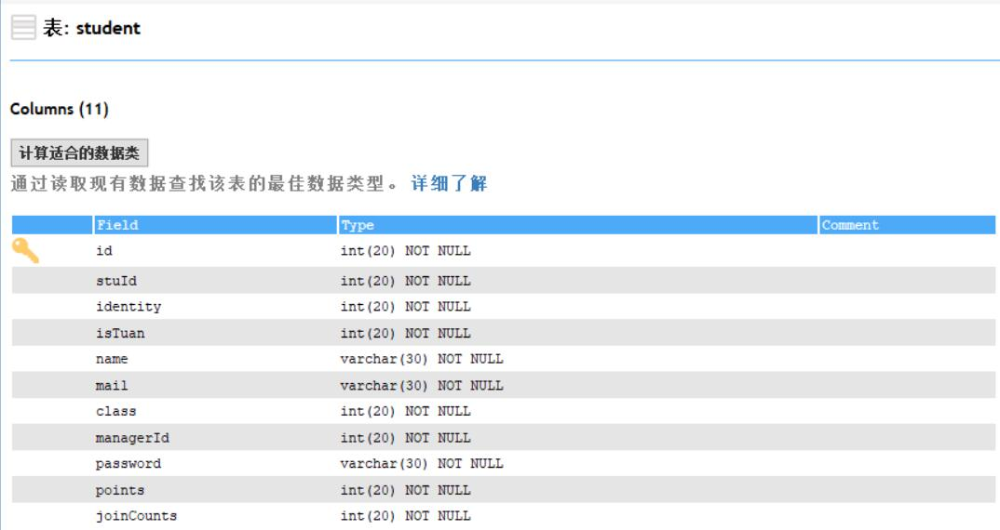 表: student
Columns (11)
计算适合的数据类
通过读取现有数据查找该表的最佳数据类型。 详细了解
Field Type Comment
id int(20) NOT NULL
stuId int(20) NOT NULL
identity int(20) NOT NULL
isTuan int(20) NOT NULL
name varchar(30) NOT NULL
mail varchar(30) NOT NULL
class int(20) NOT NULL
managerId int(20) NOT NULL
password varchar(30) NOT NULL
points int(20) NOT NULL
joinCounts int(20) NOT NULL